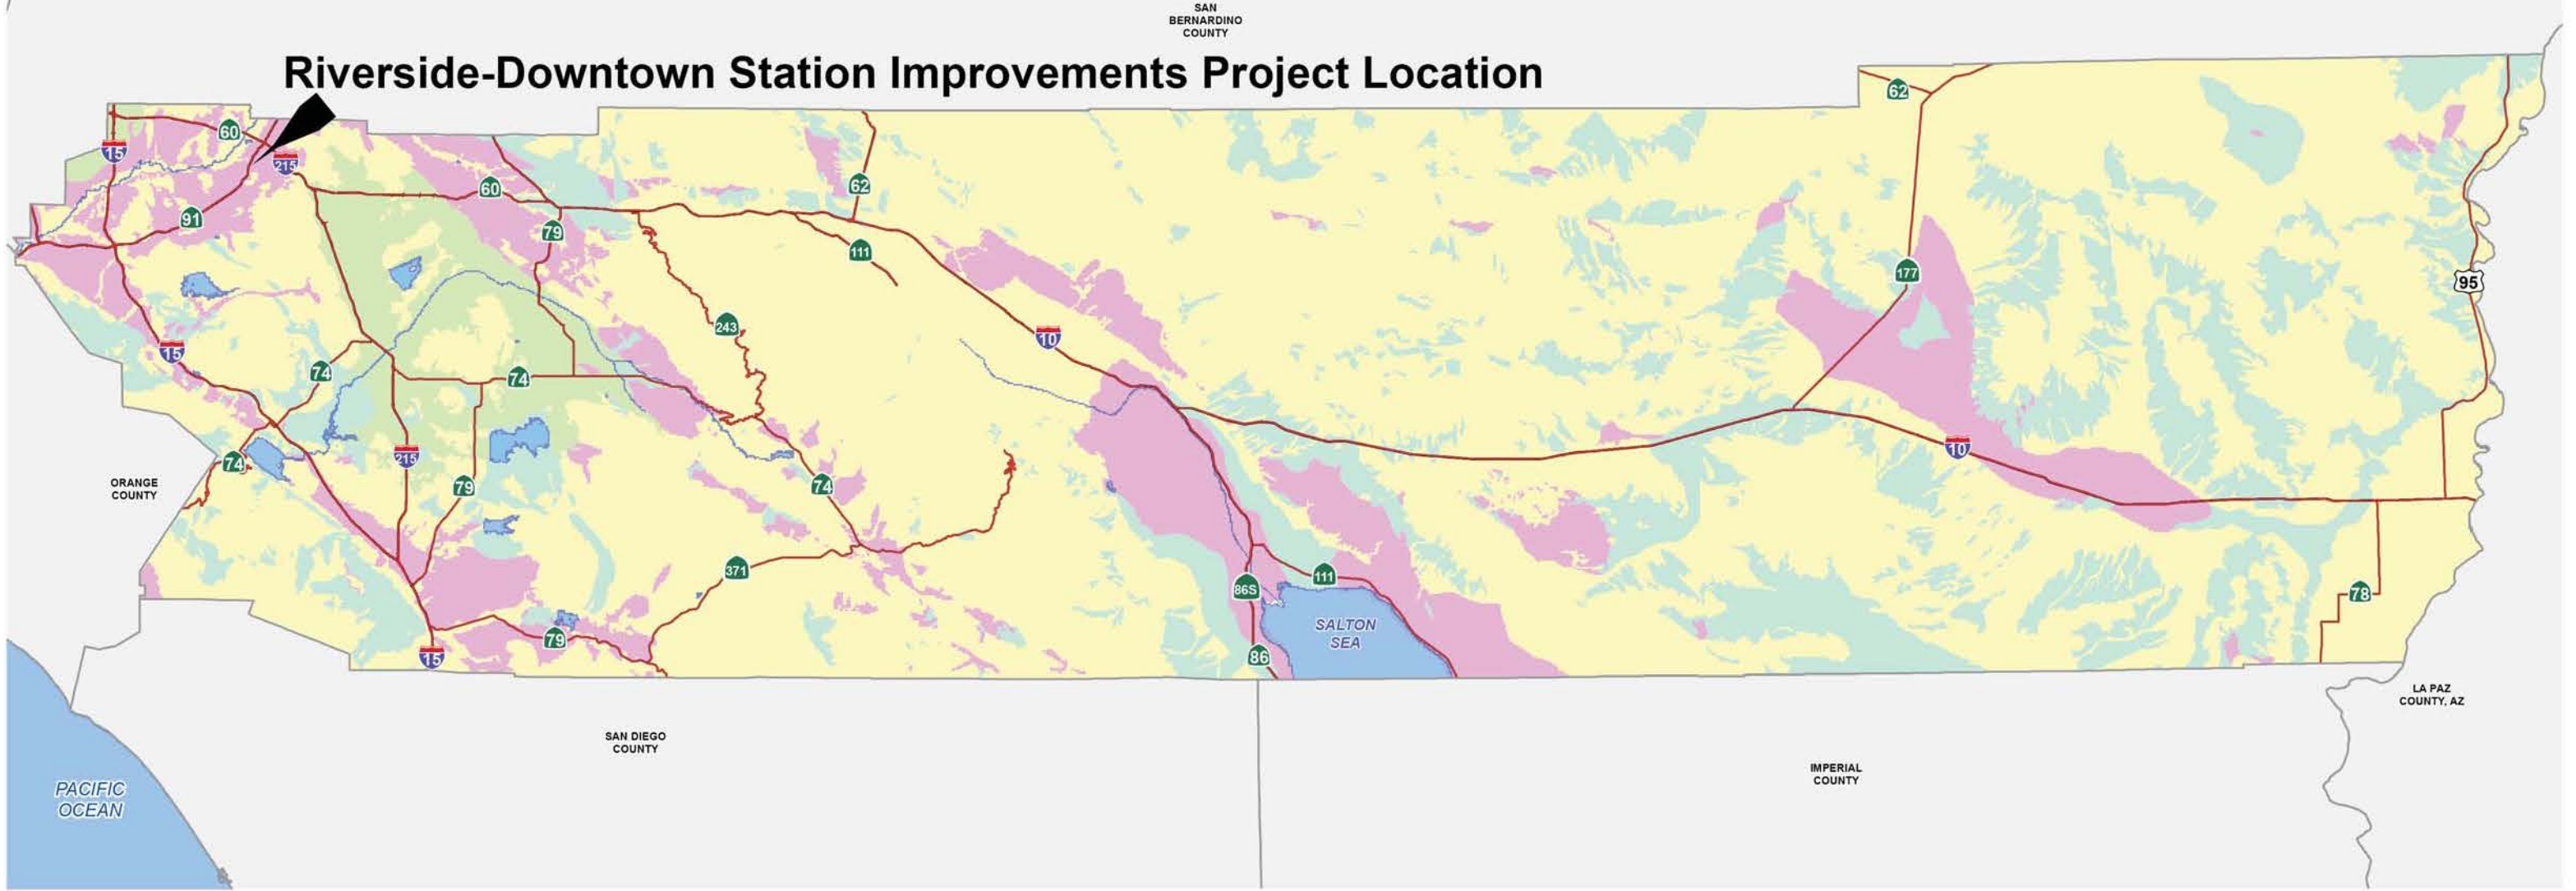 SAN
BERNARDINO
COUNTY
Riverside-Downtown Station Improvements Project Location
62
60
15
215
60
62
91
79
111
177
95
243
10
15
74
74
10
74
215
79
74
ORANGE
COUNTY
371
111
86S
78
SALTON
SEA
79
15
86
LA PAZ
COUNTY, AZ
SAN DIEGO
COUNTY
IMPERIAL
COUNTY
PACIFIC
OCEAN